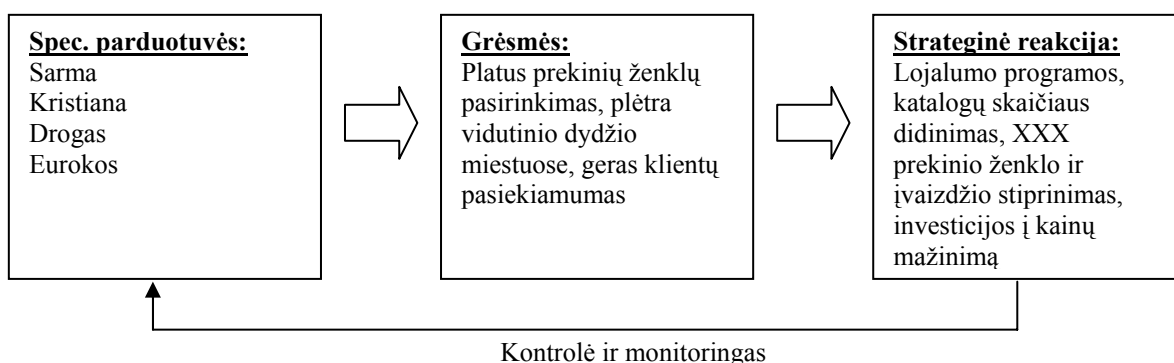 Spec. parduotuvės:
Sarma
Kristiana
Drogas
Eurokos
Grėsmės:
Platus prekinių ženklų
pasirinkimas, plėtra
vidutinio dydžio
miestuose, geras klientų
pasiekiamumas
Strateginė reakcija:
Lojalumo programos,
katalogų skaičiaus
didinimas, XXX
prekinio ženklo ir
įvaizdžio stiprinimas,
investicijos į kainų
mažinimą
Kontrolė ir monitoringas